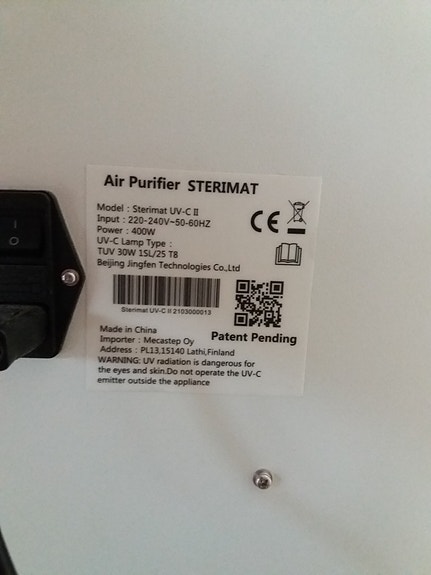 Air Purifier STERIMAT
Model : Sterimat UV-C II
Input : 220-240V~50-60HZ
Power : 400W
UV-C Lamp Type :
TUV 30W 1SL/25 T8
Beijing Jingfen Technologies Co.,Ltd
CE
Sterimat UV-C II 2103000013
Patent Pending
Made in China
Importer : Mecastep Oy
Address : PL13,15140 Lathi,Finland
WARNING: UV radiation is dangerous for
the eyes and skin.Do not operate the UV-C
emitter outside the appliance